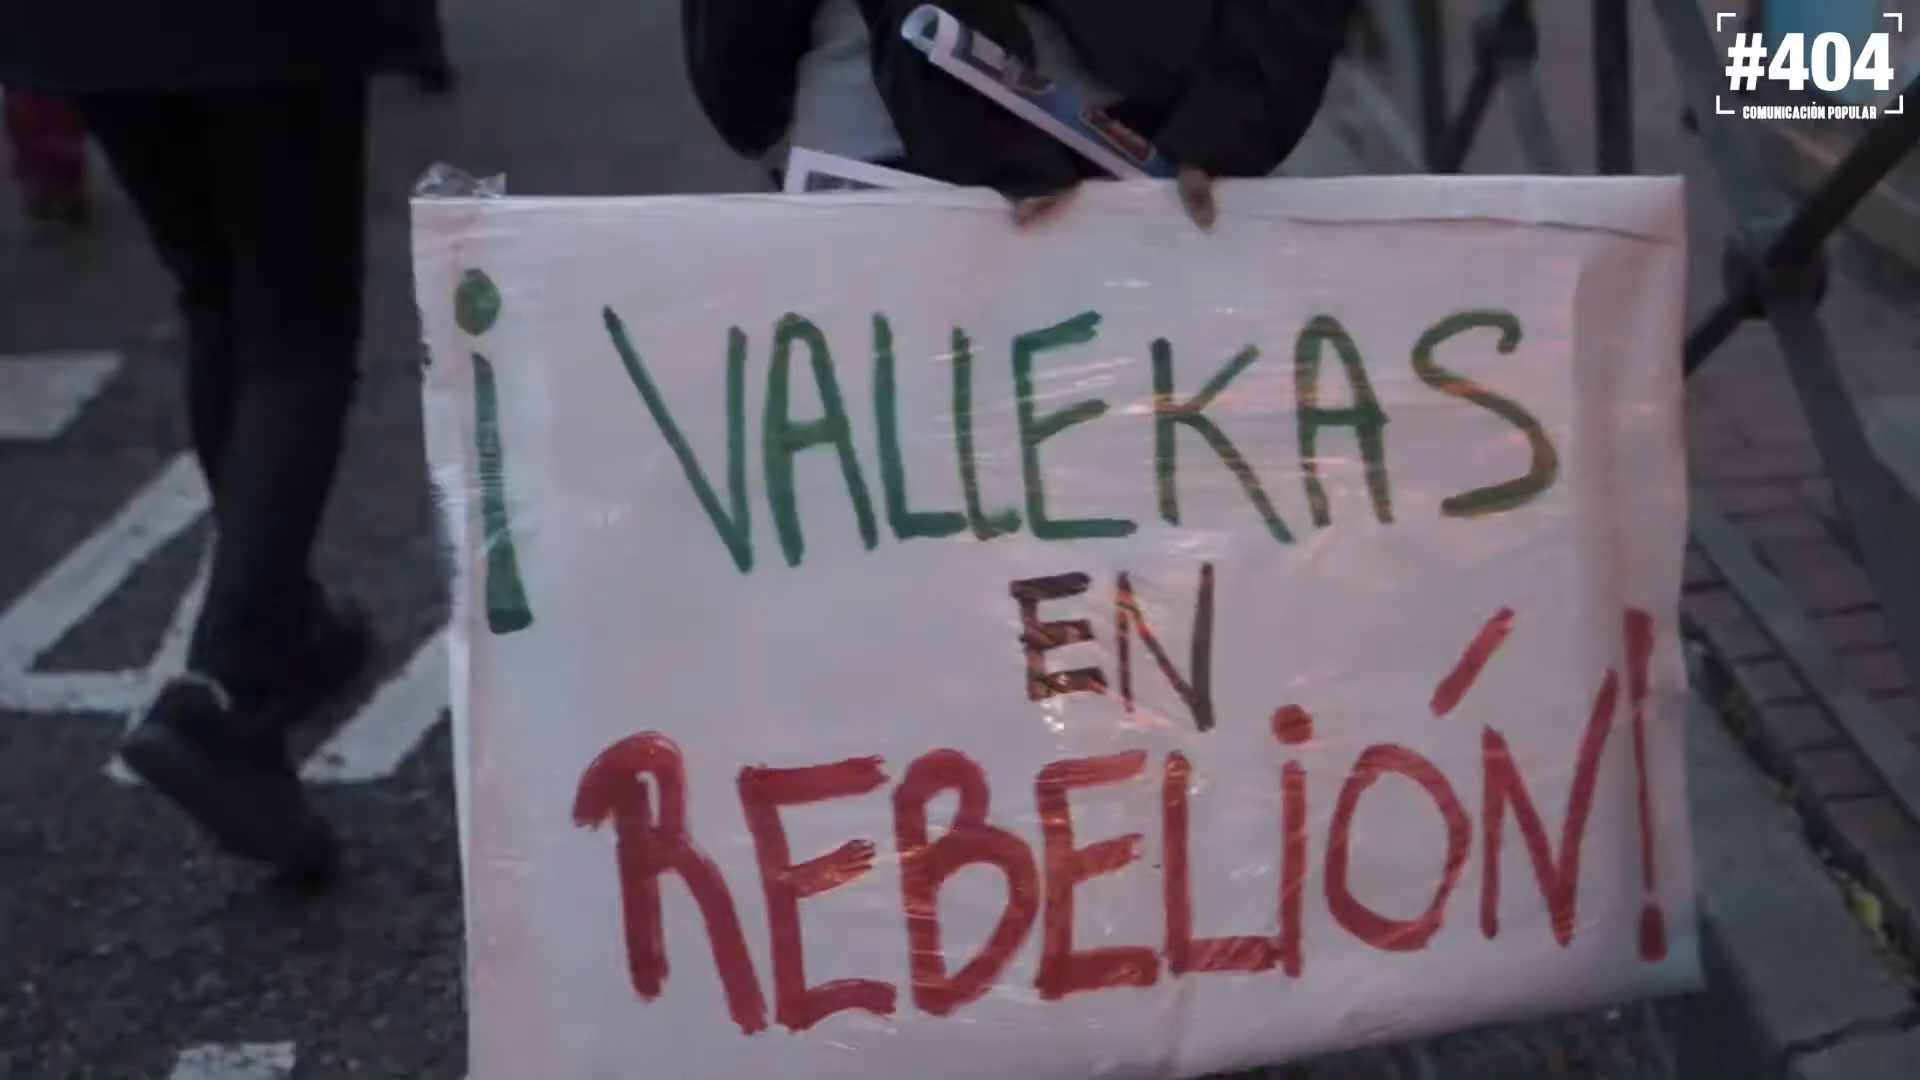 #404
COMUNICACIÓN POPULAR
¡VALLEKAS
EN
REBELIÓN!